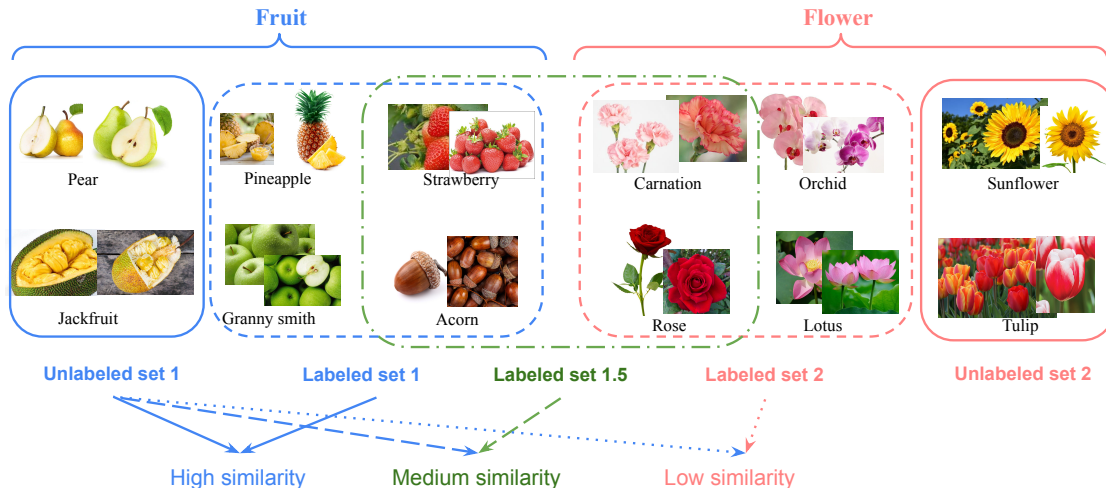 Fruit
Flower
Pear
Pineapple
Strawberry
Carnation
Orchid
Sunflower
Jackfruit
Granny smith
Acorn
Rose
Lotus
Tulip
Unlabeled set 1
Labeled set 1
Labeled set 1.5
Labeled set 2
Unlabeled set 2
High similarity
Medium similarity
Low similarity